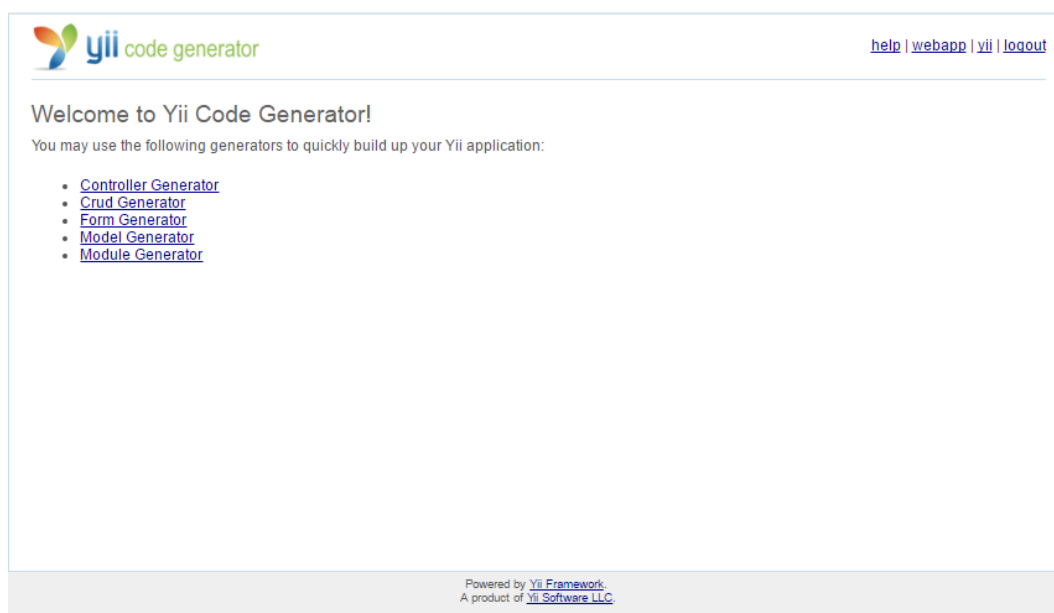 yii code generator
help | webapp | yii | logout
Welcome to Yii Code Generator!
You may use the following generators to quickly build up your Yii application:
Controller Generator
Crud Generator
Form Generator
Model Generator
Module Generator
Powered by Yii Framework.
A product of Yii Software LLC.